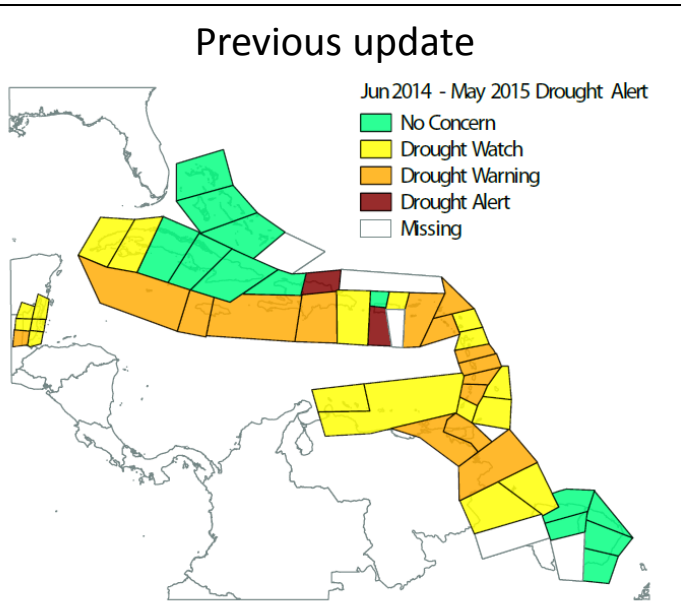 Previous update
Jun 2014 - May 2015 Drought Alert
No Concern
Drought Watch
Drought Warning
Drought Alert
Missing